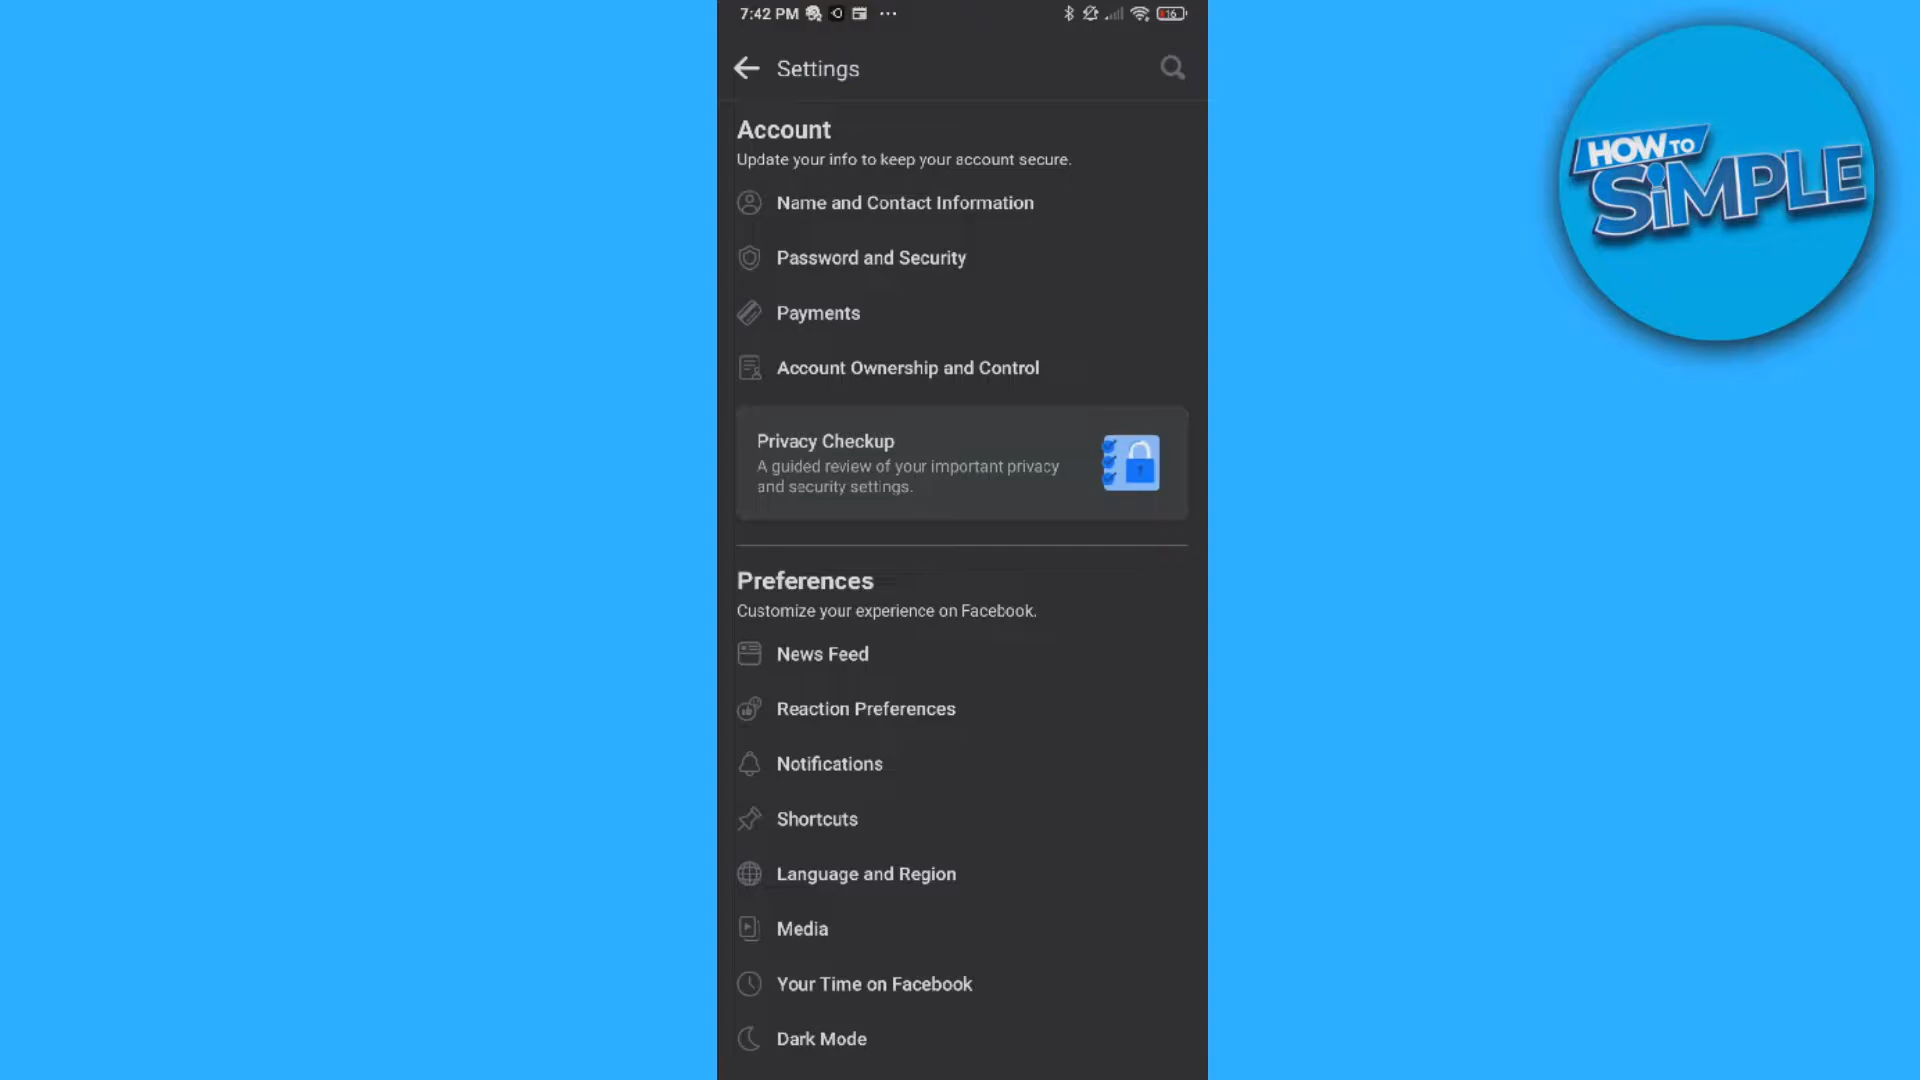 7:42 PM
16
Settings
HOW TO
SiMPLE
Account
Update your info to keep your account secure.
Name and Contact Information
Password and Security
Payments
Account Ownership and Control
Privacy Checkup
A guided review of your important privacy
and security settings.
Preferences
Customize your experience on Facebook.
News Feed
Reaction Preferences
Notifications
Shortcuts
Language and Region
Media
Your Time on Facebook
Dark Mode